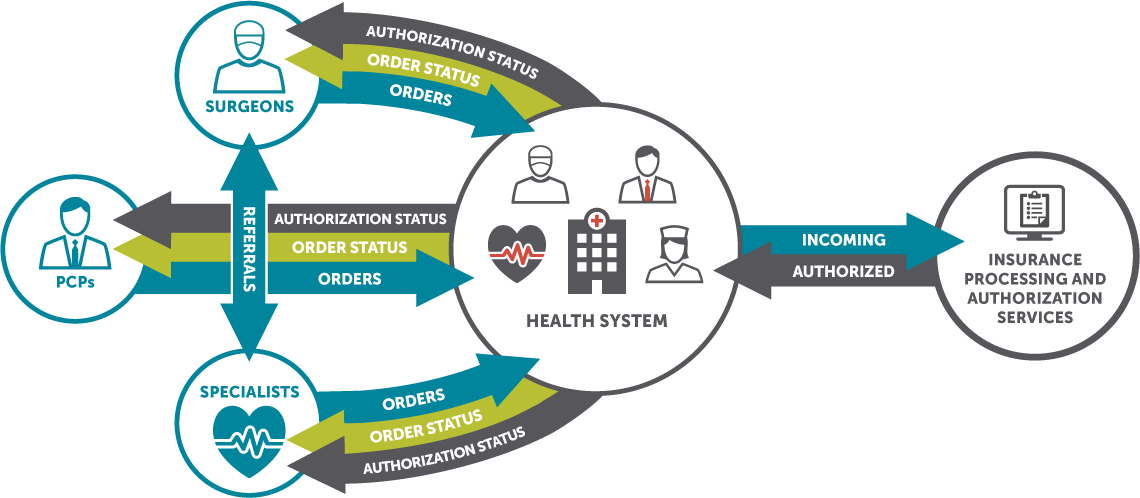 AUTHORIZATION STATUS
ORDER STATUS
ORDERS
SURGEONS
REFERRALS
AUTHORIZATION STATUS
ORDER STATUS
ORDERS
PCPs
HEALTH SYSTEM
INCOMING
AUTHORIZED
INSURANCE
PROCESSING AND
AUTHORIZATION
SERVICES
SPECIALISTS
ORDERS
ORDER STATUS
AUTHORIZATION STATUS